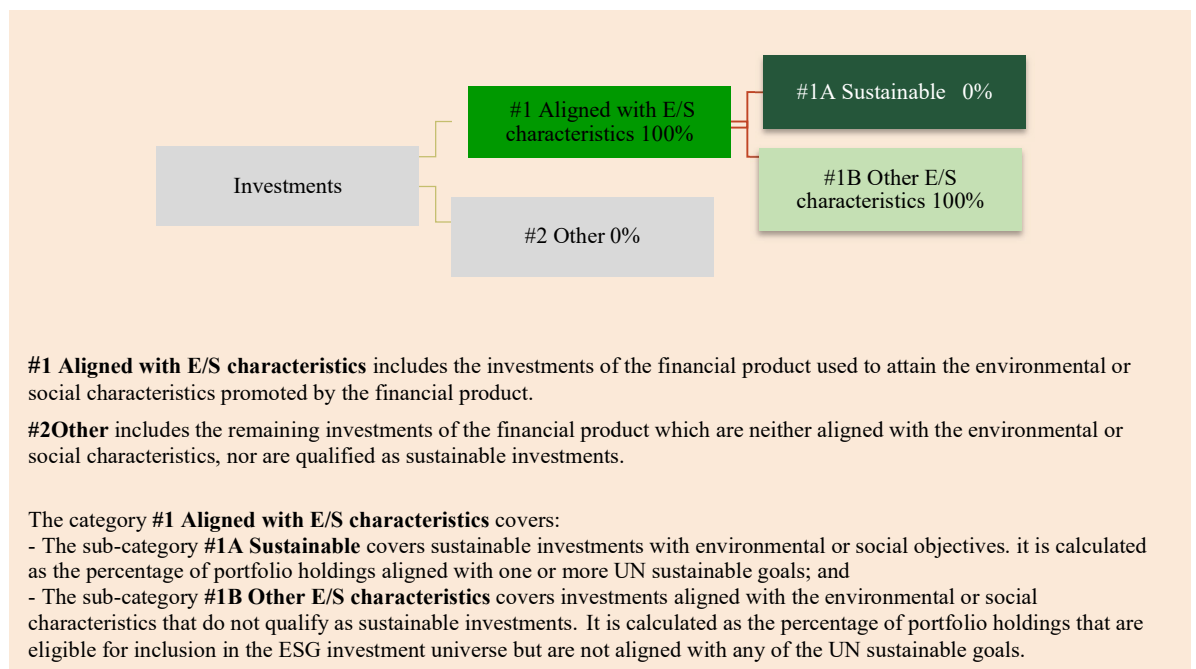 #1A Sustainable 0%
#1 Aligned with E/S
characteristics 100%
Investments
#1B Other E/S
characteristics 100%
#2 Other 0%
#1 Aligned with E/S characteristics includes the investments of the financial product used to attain the environmental or
social characteristics promoted by the financial product.
#2Other includes the remaining investments of the financial product which are neither aligned with the environmental or
social characteristics, nor are qualified as sustainable investments.
The category #1 Aligned with E/S characteristics covers:
- The sub-category #1A Sustainable covers sustainable investments with environmental or social objectives. it is calculated
as the percentage of portfolio holdings aligned with one or more UN sustainable goals; and
- The sub-category #1B Other E/S characteristics covers investments aligned with the environmental or social
characteristics that do not qualify as sustainable investments. It is calculated as the percentage of portfolio holdings that are
eligible for inclusion in the ESG investment universe but are not aligned with any of the UN sustainable goals.